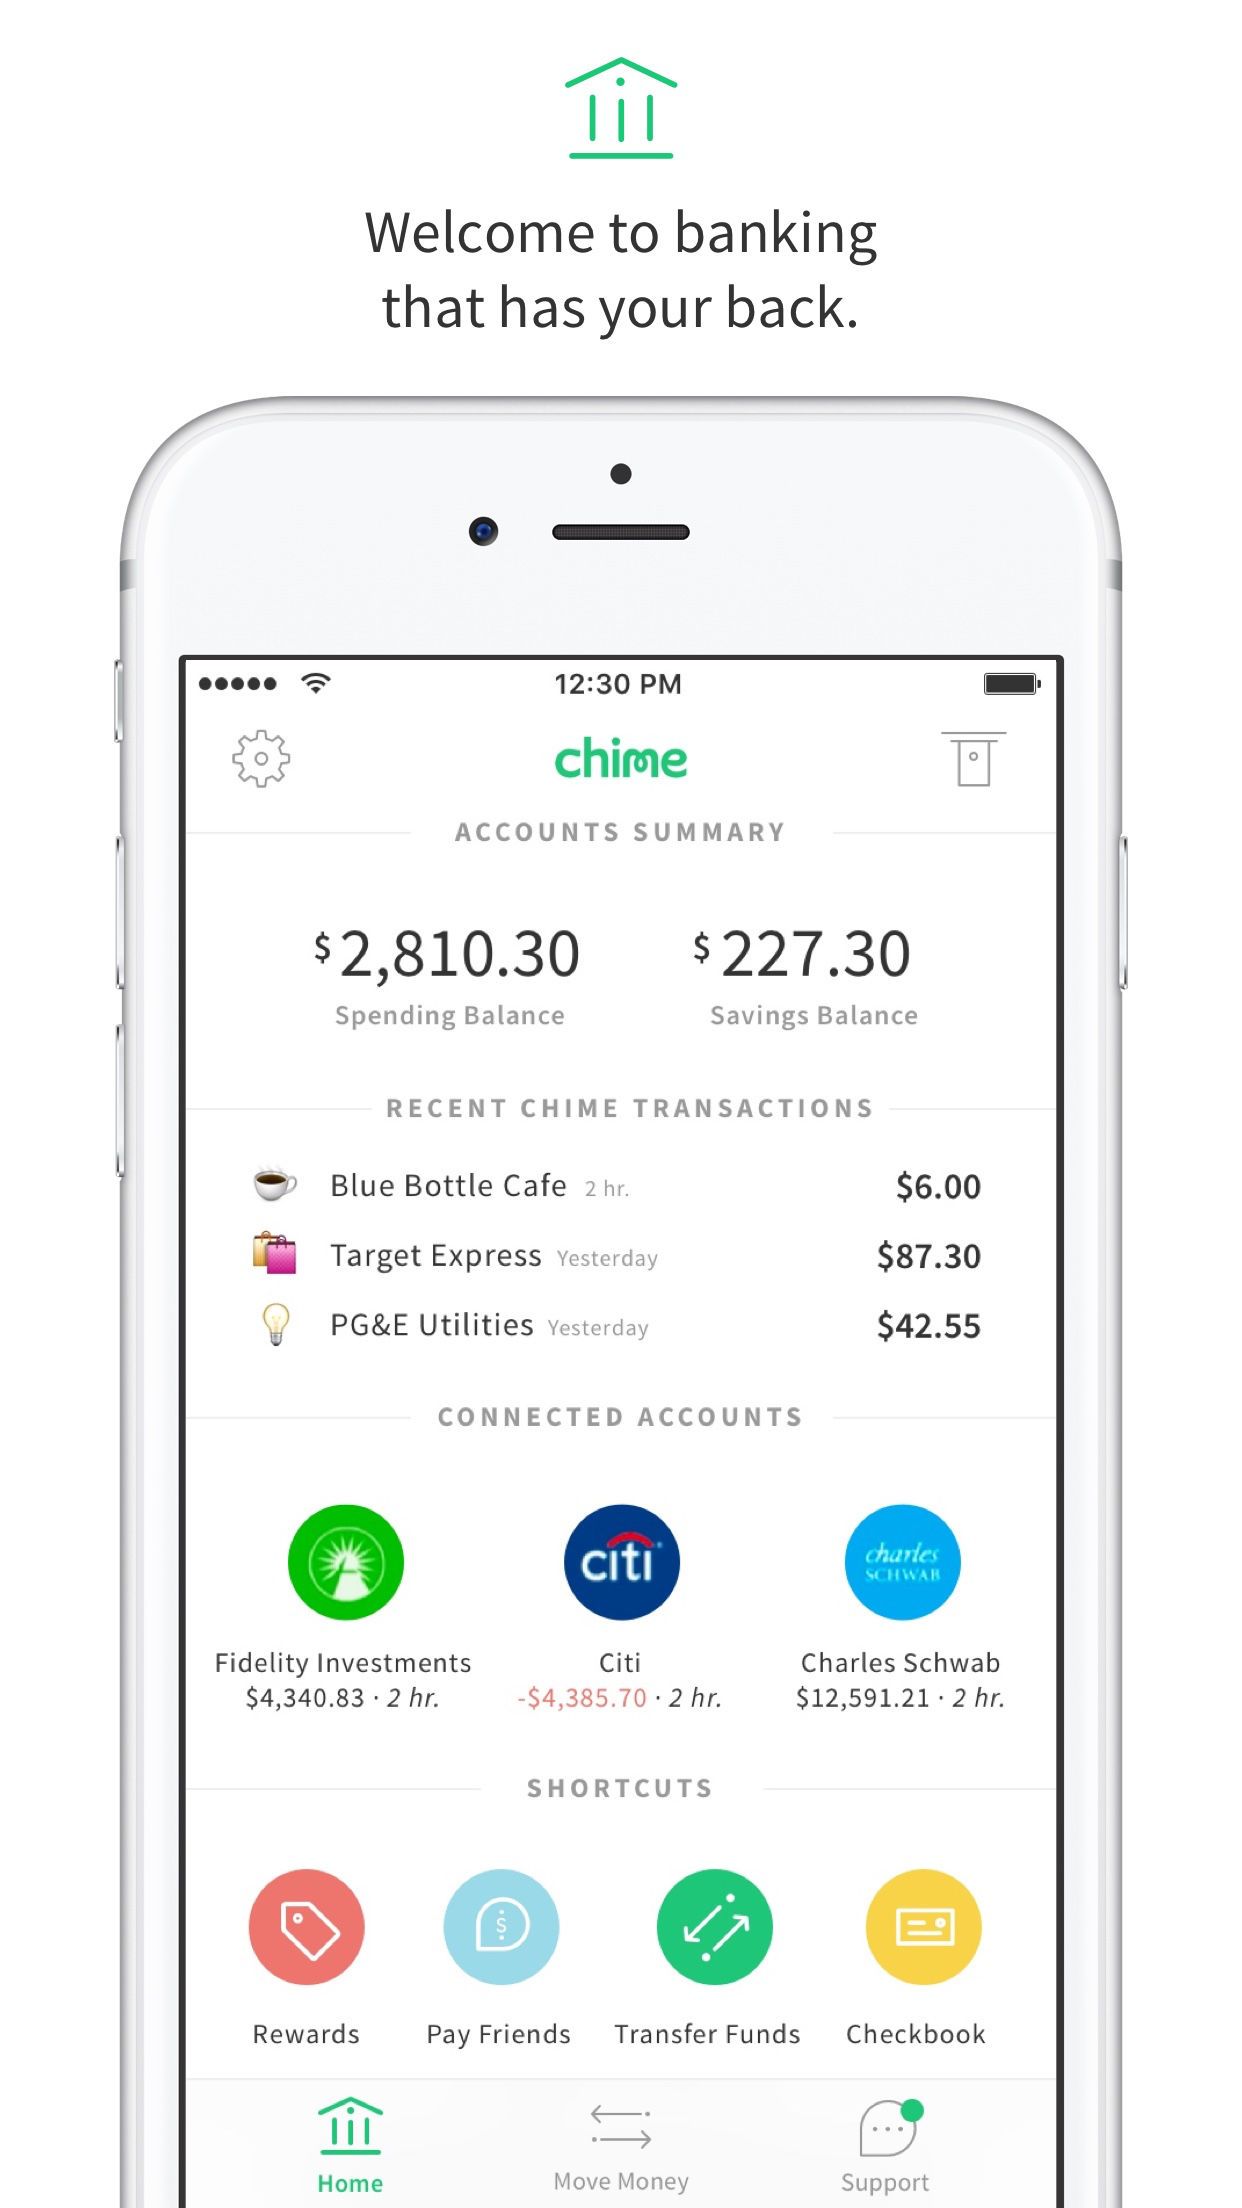 Welcome to banking
that has your back.
12:30 PM
chime
ACCOUNTS SUMMARY
$2,810.30 $227.30
Spending Balance Savings Balance
RECENT CHIME TRANSACTIONS
Blue Bottle Cafe 2 hr. $6.00
Target Express Yesterday $87.30
PG&E Utilities Yesterday $42.55
CONNECTED ACCOUNTS
citi
charles
SCHWAB
Fidelity Investments Citi Charles Schwab
$4,340.83 · 2 hr. -$4,385.70 · 2 hr. $12,591.21 · 2 hr.
SHORTCUTS
$
Rewards Pay Friends Transfer Funds Checkbook
Home Move Money Support